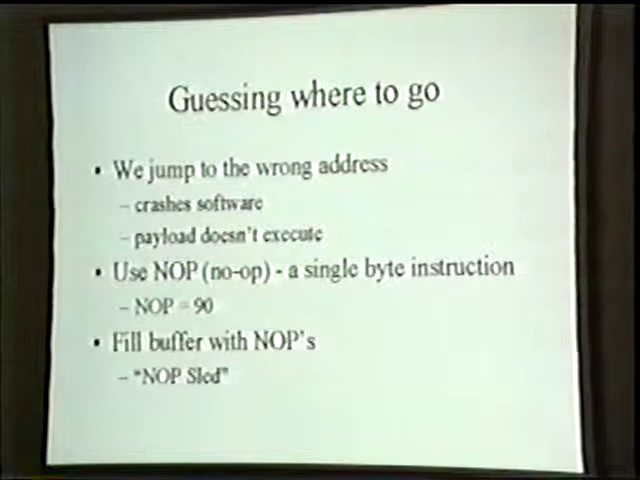 Guessing where to go
• We jump to the wrong address
– crashes software
– payload doesn't execute
• Use NOP (no-op) - a single byte instruction
– NOP = 90
• Fill buffer with NOP's
– "NOP Sled"